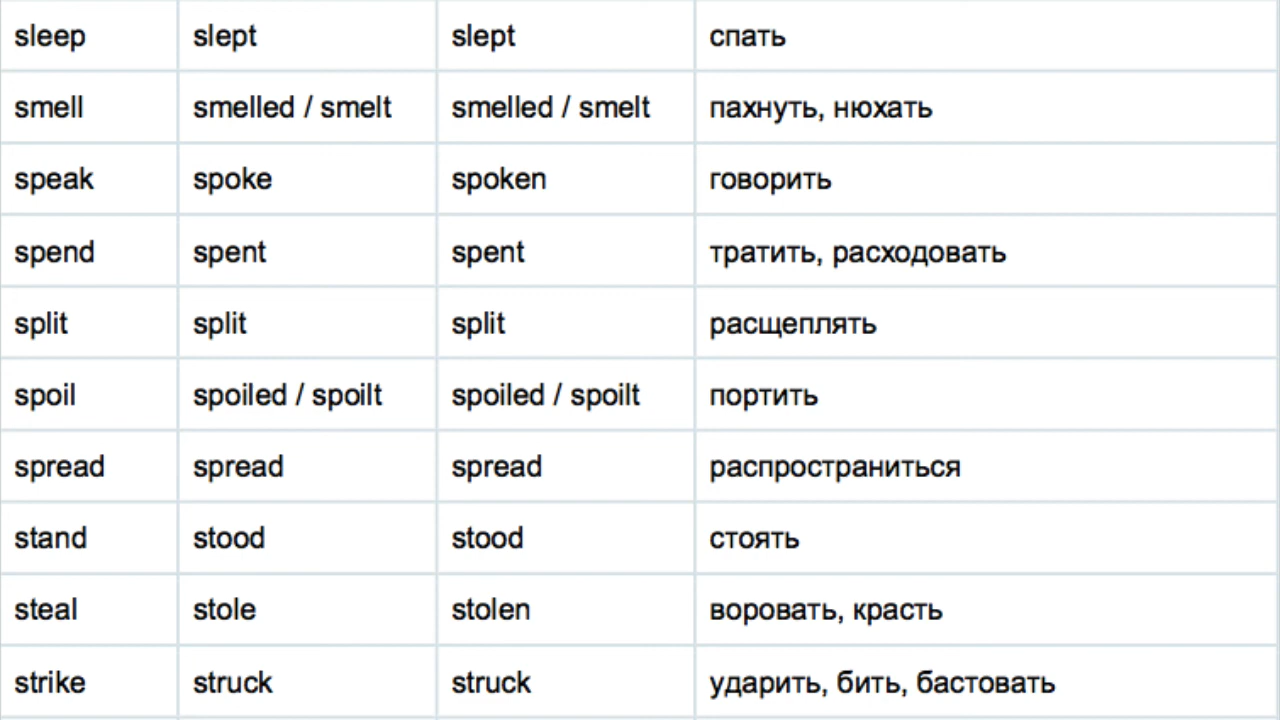 sleep slept slept спать
smell smelled / smelt smelled / smelt пахнуть, нюхать
speak spoke spoken говорить
spend spent spent тратить, расходовать
split split split расщеплять
spoil spoiled / spoilt spoiled / spoilt портить
spread spread spread распространиться
stand stood stood стоять
steal stole stolen воровать, красть
strike struck struck ударить, бить, бастовать